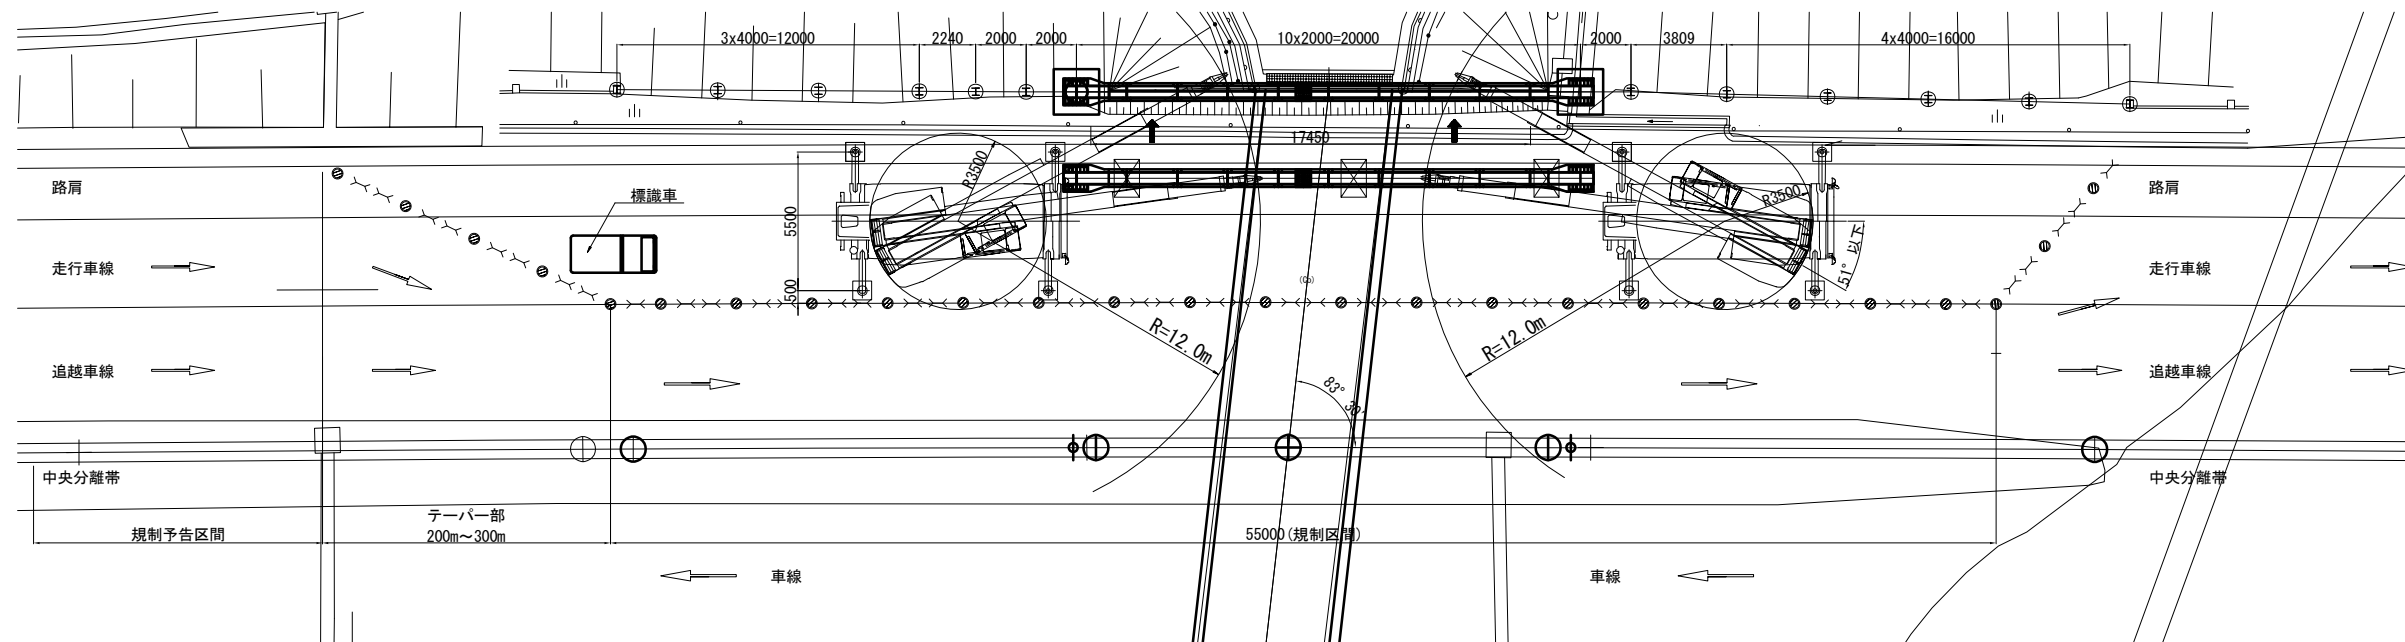 3x4000=12000
2240
2000
2000
10x2000=20000
2000
3809
4x4000=16000
17450
R3500
R3500
路肩
路肩
標識車
5500
500
走行車線
走行車線
51° 以下
R=12.0m
R=12.0m
追越車線
追越車線
83° 30'
中央分離帯
中央分離帯
規制予告区間
テーパー部
200m～300m
55000(規制区間)
車線
車線